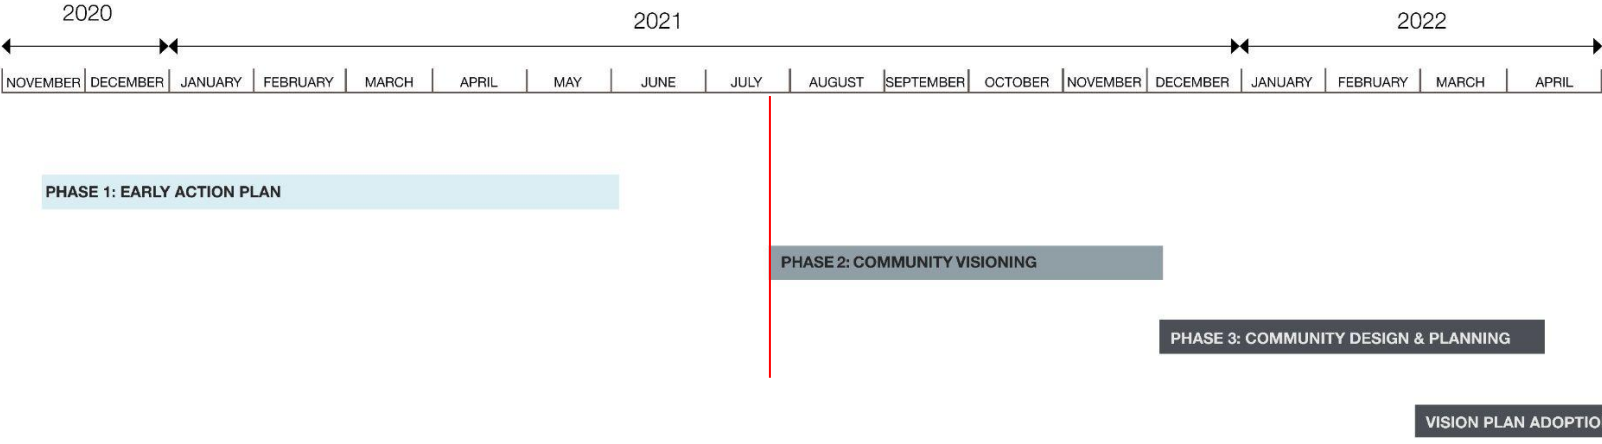 2020 2021 2022
NOVEMBER DECEMBER JANUARY FEBRUARY MARCH APRIL MAY JUNE JULY AUGUST SEPTEMBER OCTOBER NOVEMBER DECEMBER JANUARY FEBRUARY MARCH APRIL
PHASE 1: EARLY ACTION PLAN
PHASE 2: COMMUNITY VISIONING
PHASE 3: COMMUNITY DESIGN & PLANNING
VISION PLAN ADOPTIO